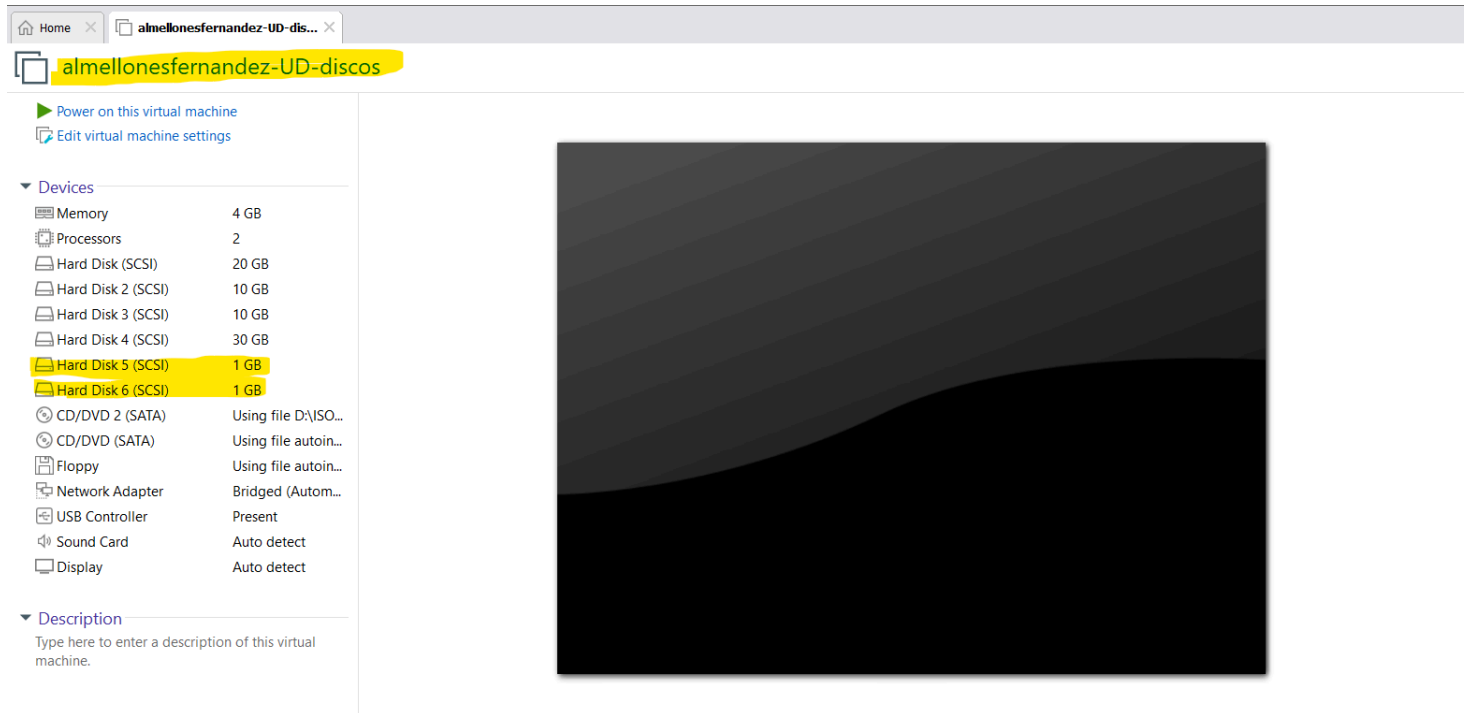 Home
almellonesfernandez-UD-dis...
almellonesfernandez-UD-discos
Power on this virtual machine
Edit virtual machine settings
Devices
Memory 4 GB
Processors 2
Hard Disk (SCSI) 20 GB
Hard Disk 2 (SCSI) 10 GB
Hard Disk 3 (SCSI) 10 GB
Hard Disk 4 (SCSI) 30 GB
Hard Disk 5 (SCSI) 1 GB
Hard Disk 6 (SCSI) 1 GB
CD/DVD 2 (SATA) Using file D:\ISO...
CD/DVD (SATA) Using file autoin...
Floppy Using file autoin...
Network Adapter Bridged (Autom...
USB Controller Present
Sound Card Auto detect
Display Auto detect
Description
Type here to enter a description of this virtual
machine.